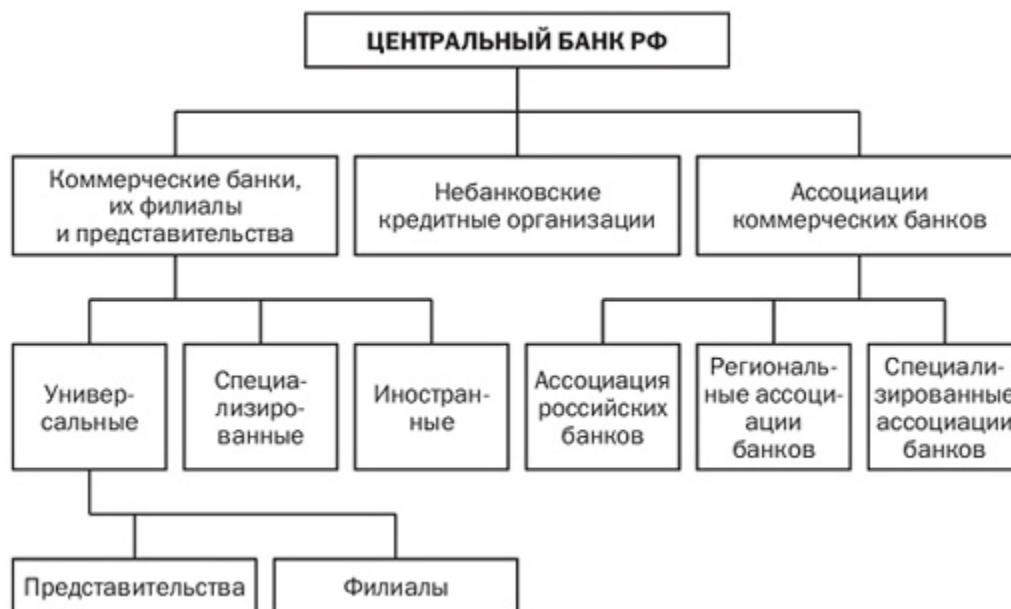 ЦЕНТРАЛЬНЫЙ БАНК РФ
Коммерческие банки,
их филиалы
и представительства
Небанковские
кредитные организации
Ассоциации
коммерческих банков
Универ-
сальные
Специа-
лизиро-
ванные
Иностран-
ные
Ассоциация
российских
банков
Региональ-
ные ассоци-
ации
банков
Специали-
зированные
ассоциации
банков
Представительства
Филиалы